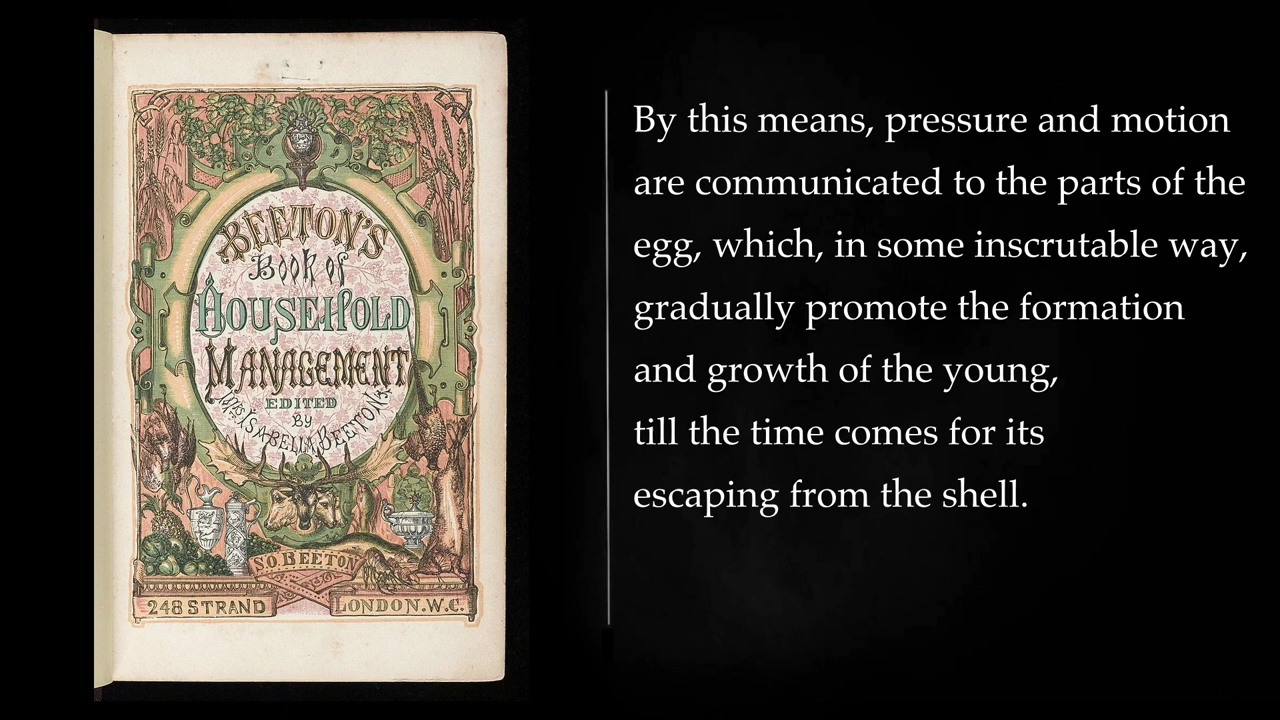 BEETON'S
Book of
HOUSEHOLD
MANAGEMENT
EDITED
By
MRS ISABELLA BEETON
S.O. BEETON
248 STRAND
LONDON. W.C.
By this means, pressure and motion
are communicated to the parts of the
egg, which, in some inscrutable way,
gradually promote the formation
and growth of the young,
till the time comes for its
escaping from the shell.